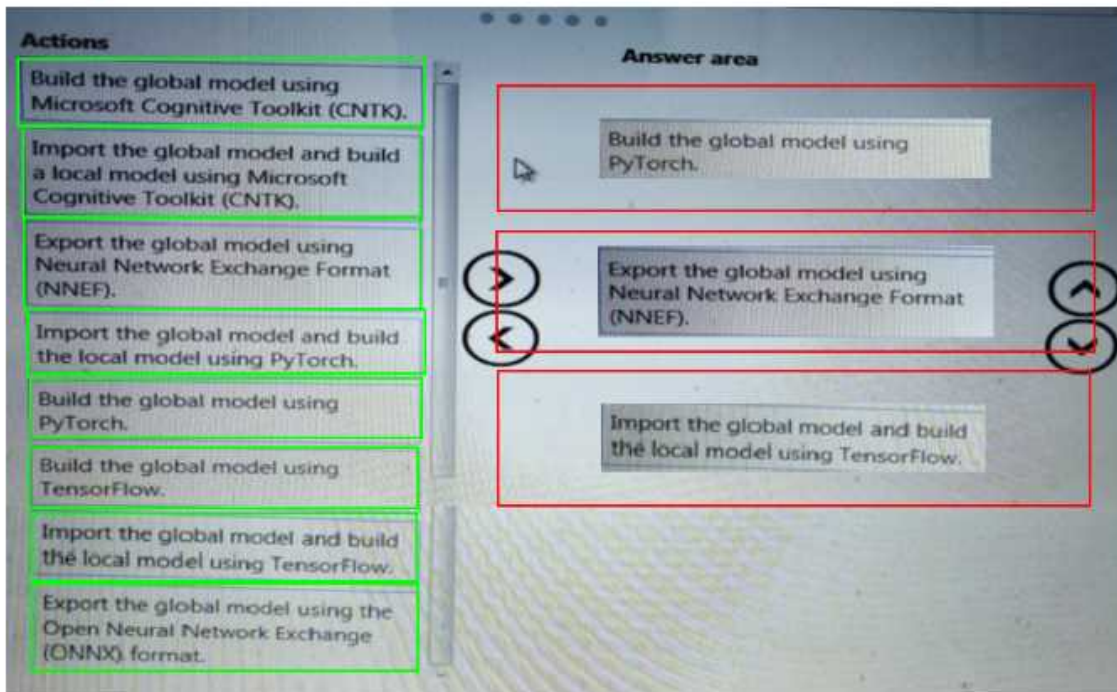 Actions
Build the global model using
Microsoft Cognitive Toolkit (CNTK).
Import the global model and build
a local model using Microsoft
Cognitive Toolkit (CNTK).
Export the global model using
Neural Network Exchange Format
(NNEF).
Import the global model and build
the local model using PyTorch.
Build the global model using
PyTorch.
Build the global model using
TensorFlow.
Import the global model and build
the local model using TensorFlow.
Export the global model using the
Open Neural Network Exchange
(ONNX) format.
Answer area
Build the global model using
PyTorch.
Export the global model using
Neural Network Exchange Format
(NNEF).
Import the global model and build
the local model using TensorFlow.